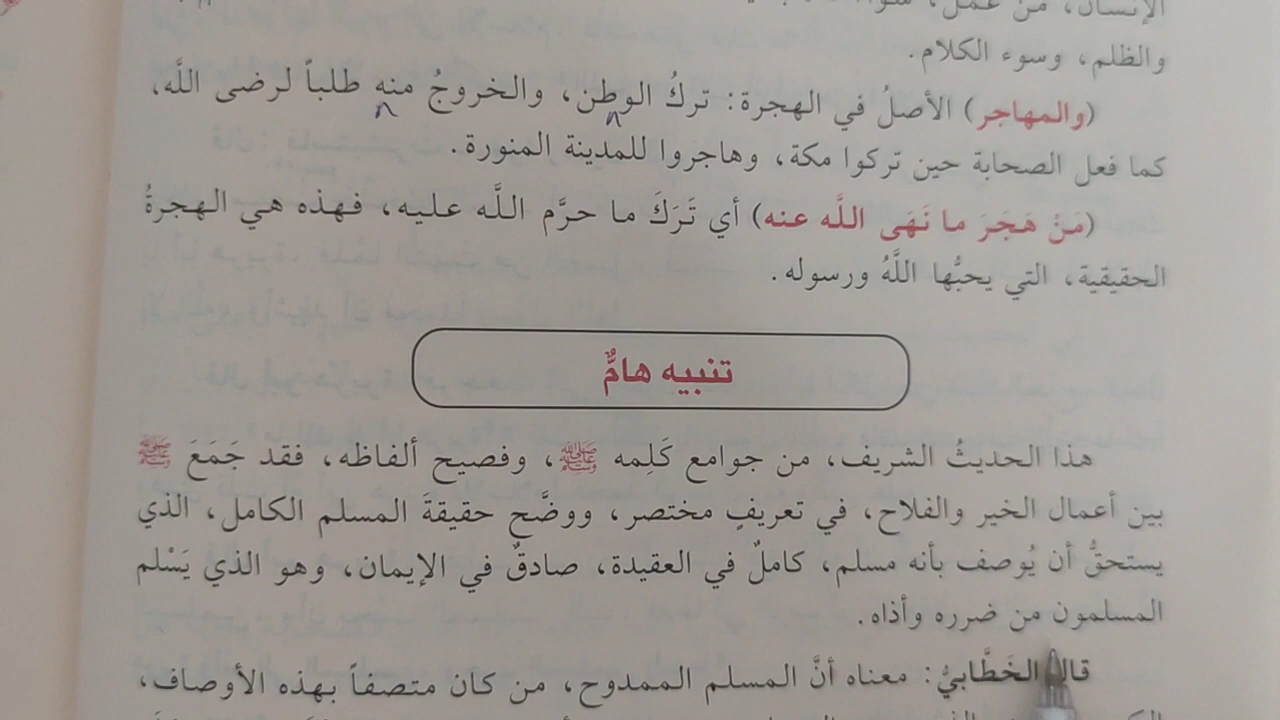 الإنسان، من عمل،
والظلم، وسوء الكلام.
(والمهاجر) الأصلُ في الهجرة: تركُ الوطن، والخروجُ منه طلباً لرضى اللَّه،
كما فعل الصحابة حين تركوا مكة، وهاجروا للمدينة المنورة.
(مَنْ هَجَرَ ما نَهَى اللَّه عنه) أي تَرَكَ ما حرَّم اللَّه عليه، فهذه هي الهجرةُ
الحقيقية، التي يحبُّها اللَّهُ ورسوله.
تنبيه هامٌّ
هذا الحديثُ الشريف، من جوامع كَلِمه ﷺ، وفصيح ألفاظه، فقد جَمَعَ ﷺ
بين أعمال الخير والفلاح، في تعريفٍ مختصر، ووضَّح حقيقةَ المسلم الكامل، الذي
يستحقُّ أن يُوصف بأنه مسلم، كاملٌ في العقيدة، صادقٌ في الإيمان، وهو الذي يَسْلم
المسلمون من ضرره وأذاه.
قال الخَطَّابيُّ: معناه أنَّ المسلم الممدوح، من كان متصفاً بهذه الأوصاف،